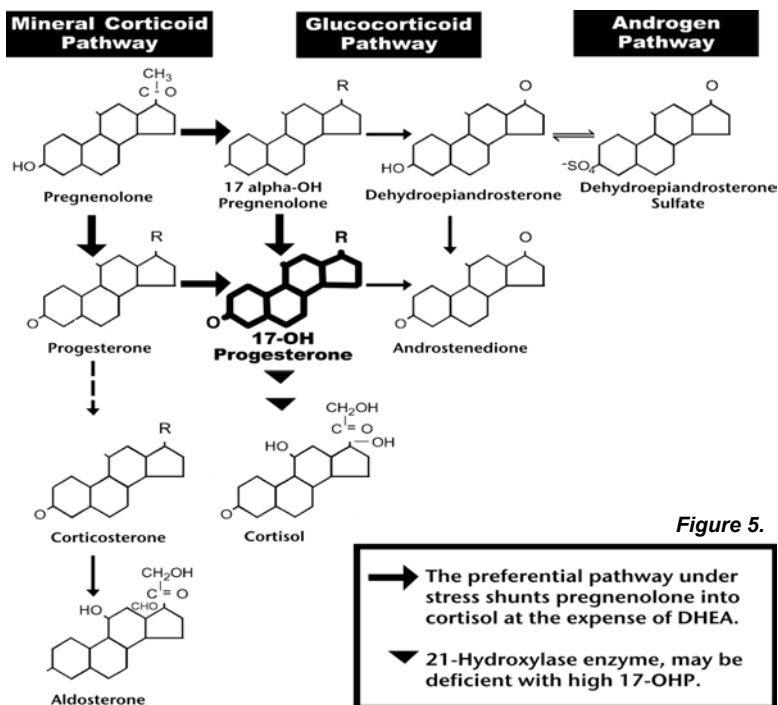 Mineral Corticoid
Pathway
Glucocorticoid
Pathway
Androgen
Pathway
CH3
C - O
HO
Pregnenolone
R
17 alpha-OH
Pregnenolone
O
HO
Dehydroepiandrosterone
O
-SO4
Dehydroepiandrosterone
Sulfate
R
O
Progesterone
R
O
17-OH
Progesterone
O
O
Androstenedione
R
O
Corticosterone
CH2OH
C = O
HO
OH
O
Cortisol
CH2OH
C = O
HO
CHO
Aldosterone
Figure 5.
The preferential pathway under
stress shunts pregnenolone into
cortisol at the expense of DHEA.
21-Hydroxylase enzyme, may be
deficient with high 17-OHP.